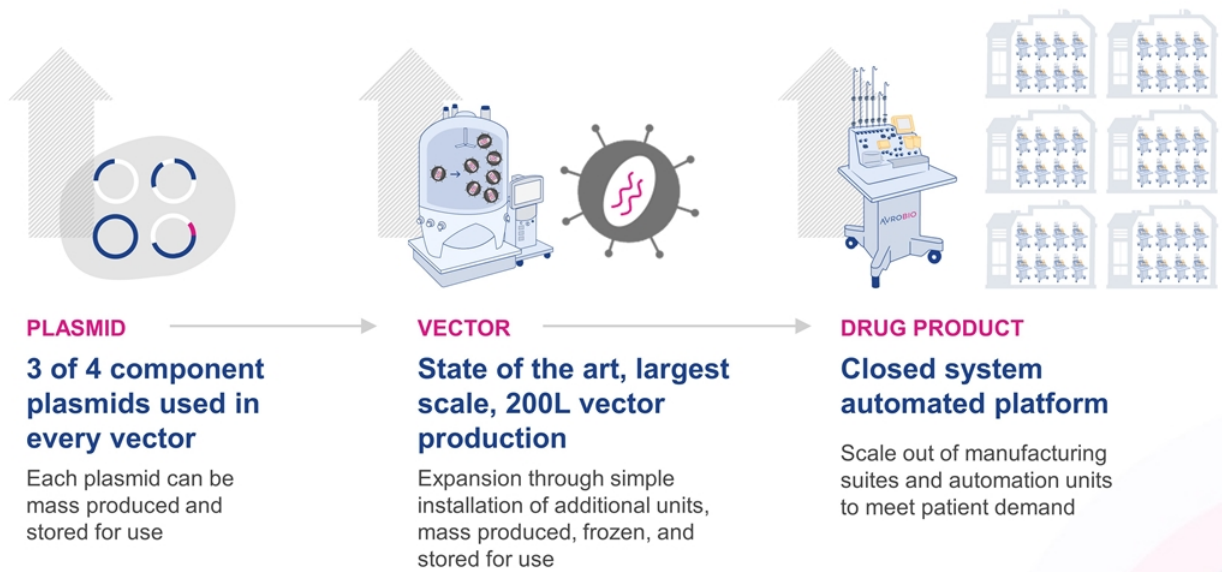 PLASMID
3 of 4 component
plasmids used in
every vector
Each plasmid can be
mass produced and
stored for use
VECTOR
State of the art, largest
scale, 200L vector
production
Expansion through simple
installation of additional units,
mass produced, frozen, and
stored for use
AVROBIO
DRUG PRODUCT
Closed system
automated platform
Scale out of manufacturing
suites and automation units
to meet patient demand